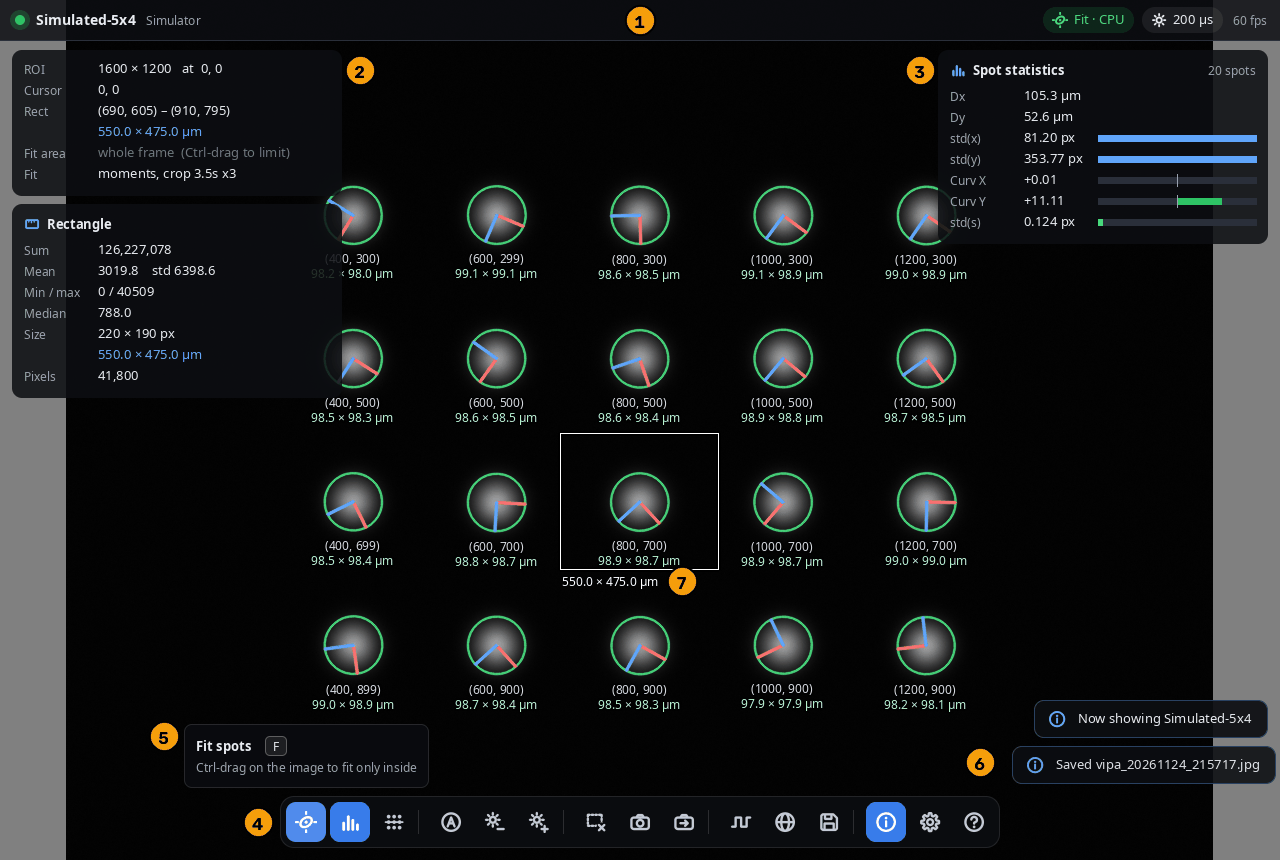 Simulated-5x4 Simulator
1
Fit · CPU 200 µs 60 fps
ROI 1600 × 1200 at 0, 0
Cursor 0, 0
Rect (690, 605) – (910, 795)
550.0 × 475.0 µm
Fit area whole frame (Ctrl-drag to limit)
Fit moments, crop 3.5s x3
2
Rectangle
Sum 126,227,078
Mean 3019.8 std 6398.6
Min / max 0 / 40509
Median 788.0
Size 220 × 190 px
550.0 × 475.0 µm
Pixels 41,800
3
Spot statistics 20 spots
Dx 105.3 µm
Dy 52.6 µm
std(x) 81.20 px
std(y) 353.77 px
Curv X +0.01
Curv Y +11.11
std(s) 0.124 px
(400, 300) (600, 299) (800, 300) (1000, 300) (1200, 300)
98.2 × 98.0 µm 99.1 × 99.1 µm 98.6 × 98.5 µm 99.1 × 98.9 µm 99.0 × 98.9 µm
(400, 500) (600, 500) (800, 500) (1000, 500) (1200, 500)
98.5 × 98.3 µm 98.6 × 98.5 µm 98.6 × 98.4 µm 98.9 × 98.8 µm 98.7 × 98.5 µm
(400, 699) (600, 700) (800, 700) (1000, 700) (1200, 700)
98.5 × 98.4 µm 98.8 × 98.7 µm 98.9 × 98.7 µm 98.9 × 98.7 µm 99.0 × 99.0 µm
550.0 × 475.0 µm 7
(400, 899) (600, 900) (800, 900) (1000, 900) (1200, 900)
99.0 × 98.9 µm 98.7 × 98.4 µm 98.5 × 98.3 µm 97.9 × 97.9 µm 98.2 × 98.1 µm
5
Fit spots F
Ctrl-drag on the image to fit only inside
Now showing Simulated-5x4
6
Saved vipa_20261124_215717.jpg
4
A